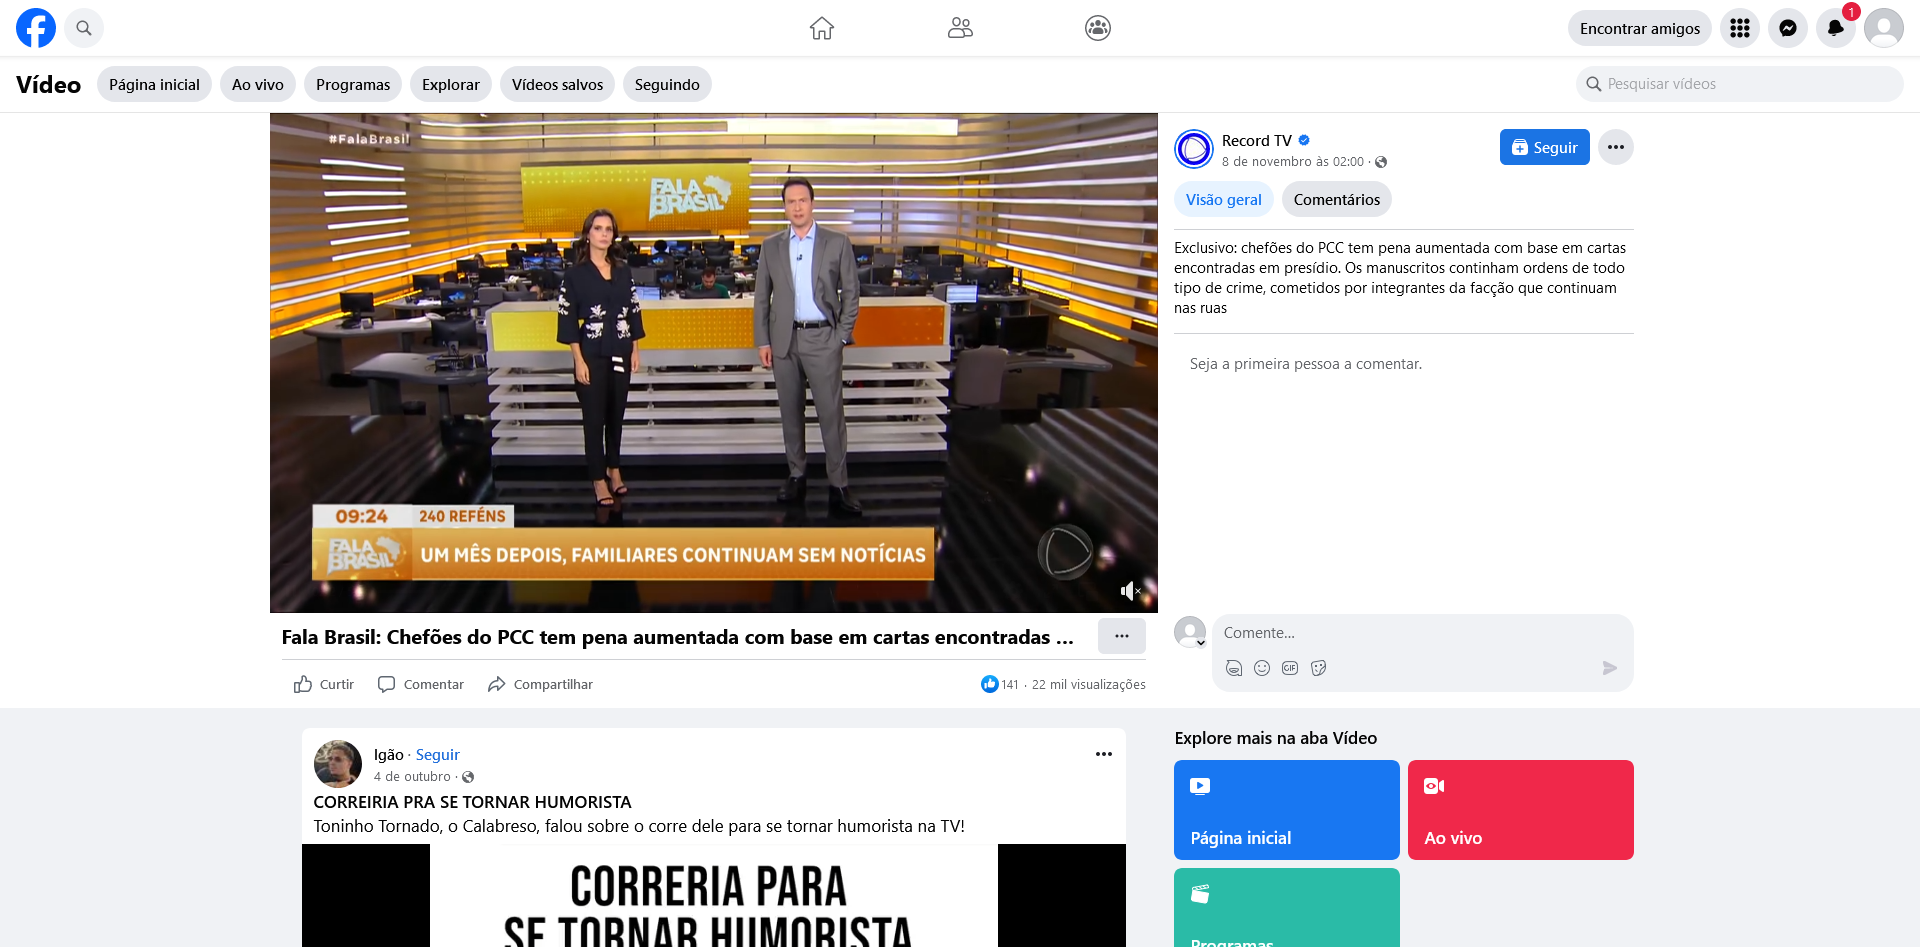 Encontrar amigos
1
Vídeo
Página inicial
Ao vivo
Programas
Explorar
Vídeos salvos
Seguindo
Pesquisar vídeos
#FalaBrasil
FALA
BRASIL
09:24
240 REFÉNS
FALA
BRASIL
UM MÊS DEPOIS, FAMILIARES CONTINUAM SEM NOTÍCIAS
Fala Brasil: Chefões do PCC tem pena aumentada com base em cartas encontradas ...
Curtir
Comentar
Compartilhar
141 · 22 mil visualizações
Record TV
8 de novembro às 02:00 ·
Seguir
Visão geral
Comentários
Exclusivo: chefões do PCC tem pena aumentada com base em cartas
encontradas em presídio. Os manuscritos continham ordens de todo
tipo de crime, cometidos por integrantes da facção que continuam
nas ruas
Seja a primeira pessoa a comentar.
Comente...
GIF
Igão · Seguir
4 de outubro ·
CORREIRIA PRA SE TORNAR HUMORISTA
Toninho Tornado, o Calabreso, falou sobre o corre dele para se tornar humorista na TV!
CORRERIA PARA
SE TORNAR HUMORISTA
Explore mais na aba Vídeo
Página inicial
Ao vivo
Programas